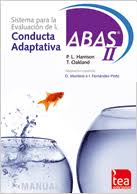 Sistema para la
Evaluación de la
Conducta
Adaptativa
ABAS®
II
P. L. Harrison
T. Oakland
Adaptación española:
D. Montero e I. Fernández-Pinto
MANUAL
tea